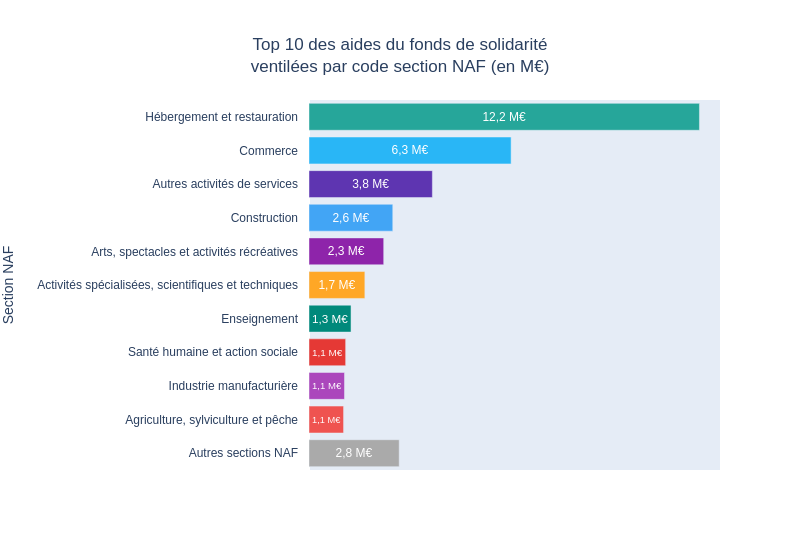 Top 10 des aides du fonds de solidarité
ventilées par code section NAF (en M€)
Section NAF
Hébergement et restauration 12,2 M€
Commerce 6,3 M€
Autres activités de services 3,8 M€
Construction 2,6 M€
Arts, spectacles et activités récréatives 2,3 M€
Activités spécialisées, scientifiques et techniques 1,7 M€
Enseignement 1,3 M€
Santé humaine et action sociale 1,1 M€
Industrie manufacturière 1,1 M€
Agriculture, sylviculture et pêche 1,1 M€
Autres sections NAF 2,8 M€